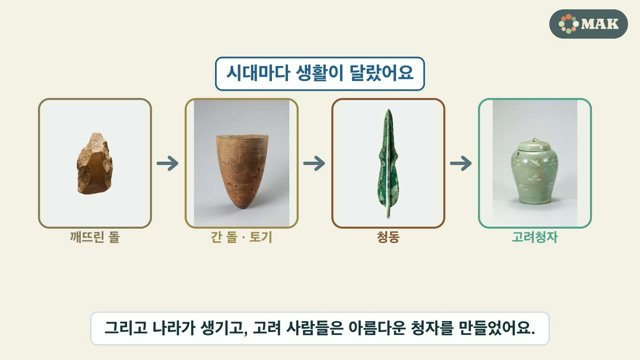 MAK
시대마다 생활이 달랐어요
깨뜨린 돌
간 돌 · 토기
청동
고려청자
그리고 나라가 생기고, 고려 사람들은 아름다운 청자를 만들었어요.